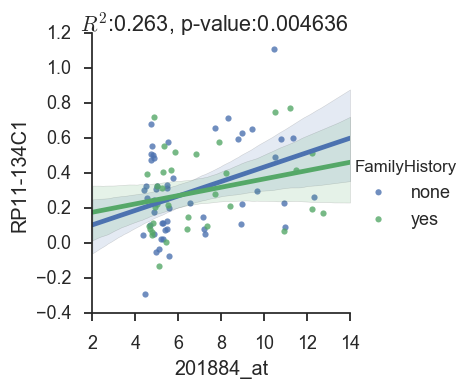 R²:0.263, p-value:0.004636
1.2
1.0
0.8
0.6
0.4
0.2
0.0
−0.2
−0.4
RP11-134C1
2 4 6 8 10 12 14
201884_at
FamilyHistory
none
yes